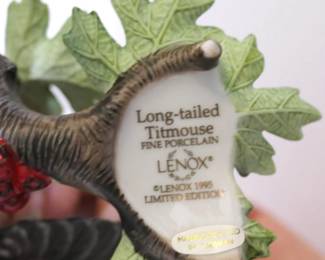 Long-tailed
Titmouse
FINE PORCELAIN
LENOX®
©LENOX 1995
LIMITED EDITION